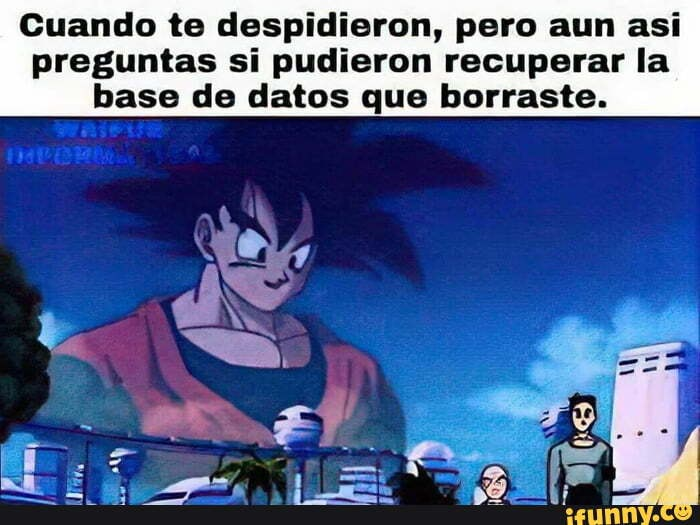 Cuando te despidieron, pero aun asi
preguntas si pudieron recuperar la
base de datos que borraste.
ifunny.co